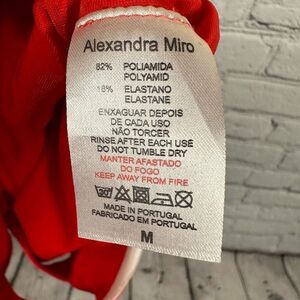 Alexandra Miro
82% POLIAMIDA
POLYAMID
18% ELASTANO
ELASTANE
ENXAGUAR DEPOIS
DE CADA USO
NÃO TORCER
RINSE AFTER EACH USE
DO NOT TUMBLE DRY
MANTER AFASTADO
DO FOGO
KEEP AWAY FROM FIRE
MADE IN PORTUGAL
FABRICADO EM PORTUGAL
M